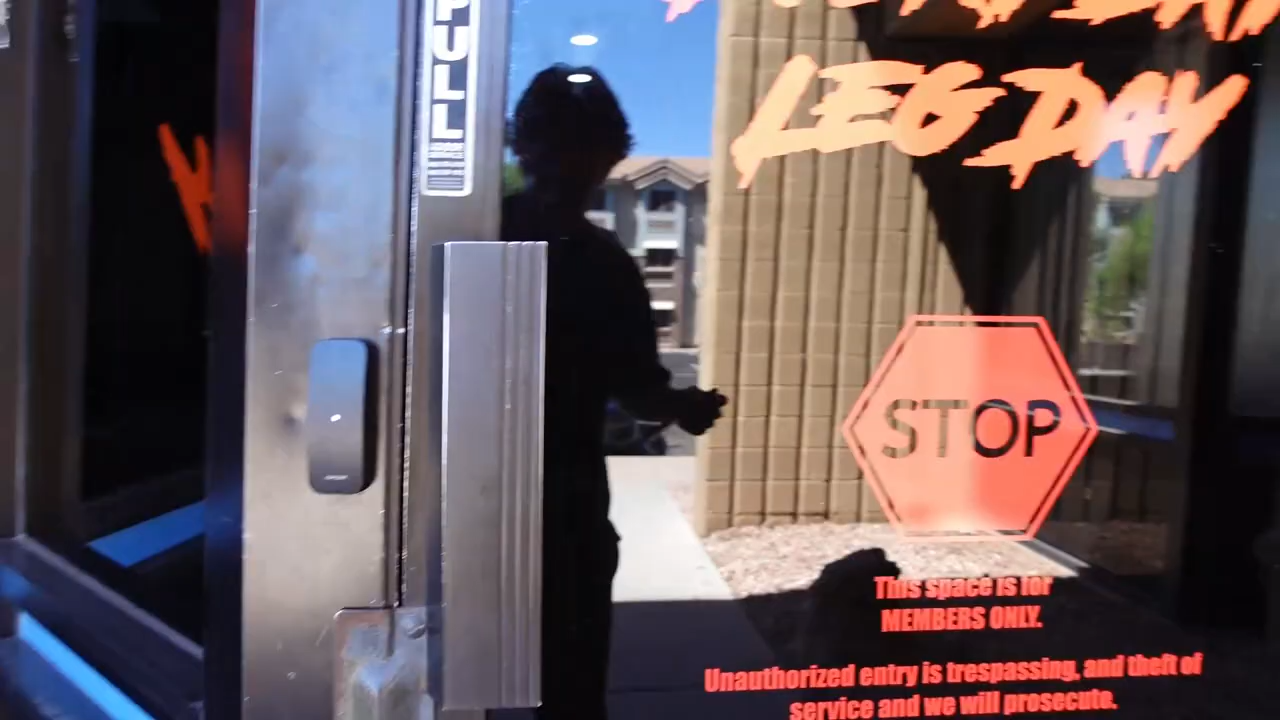 PULL
LEG DAY
STOP
This space is for
MEMBERS ONLY.
Unauthorized entry is trespassing, and theft of
service and we will prosecute.